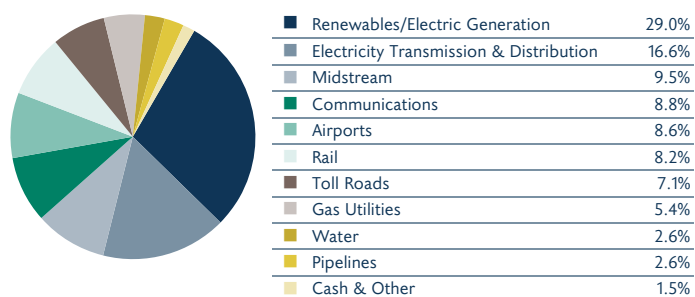 Renewables/Electric Generation 29.0%
Electricity Transmission & Distribution 16.6%
Midstream 9.5%
Communications 8.8%
Airports 8.6%
Rail 8.2%
Toll Roads 7.1%
Gas Utilities 5.4%
Water 2.6%
Pipelines 2.6%
Cash & Other 1.5%